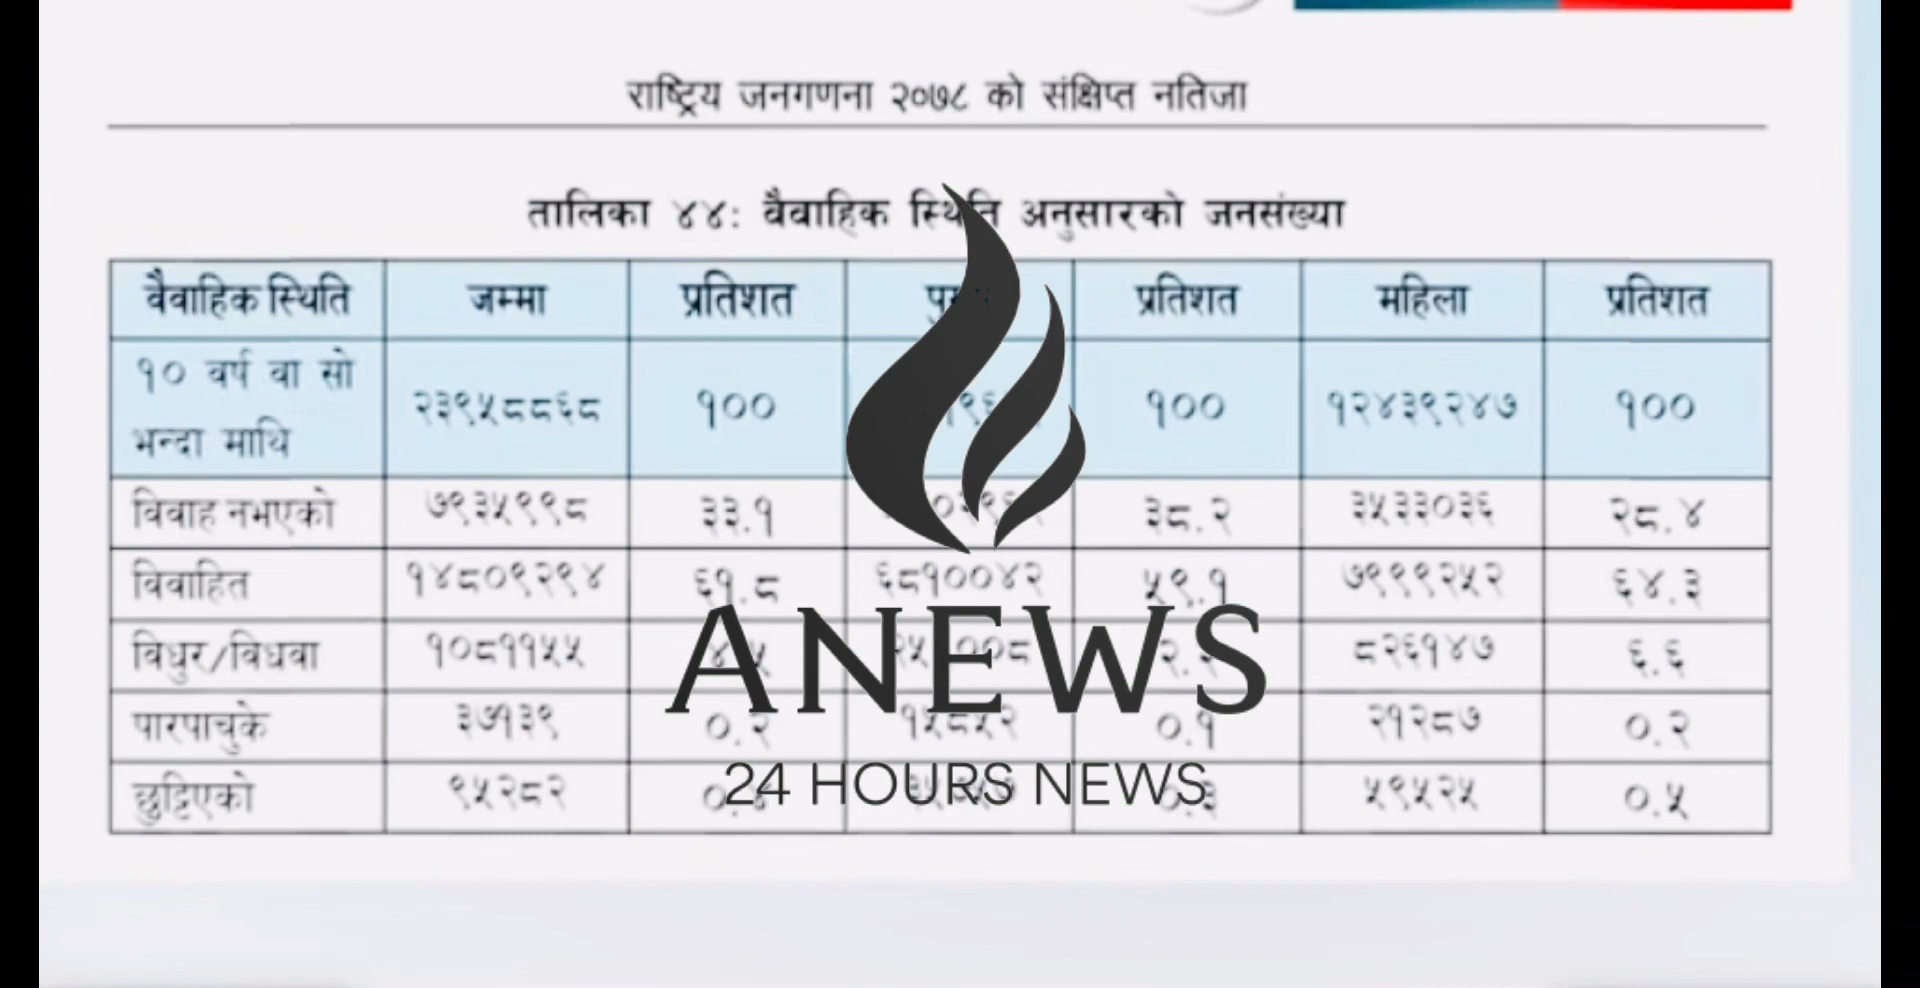 राष्ट्रिय जनगणना २०७८ को संक्षिप्त नतिजा
तालिका ४४: वैवाहिक स्थिति अनुसारको जनसंख्या
वैवाहिक स्थिति जम्मा प्रतिशत प्रतिशत महिला प्रतिशत
१० वर्ष वा सो
भन्दा माथि २३९५८८६८ १०० १०० १२४३९२४७ १००
विवाह नभएको ७९३५९९८ ३३.१ ३८.२ ३५३३०३६ २८.४
विवाहित १४८०९२९४ ६१.८ ६८१००४२ ५९.१ ७९९९२५२ ६४.३
विधुर/विधवा १०८११५५ ८२६१४७ ६.६
पारपाचुके ३७१३९ ०.२ १५८५२ ०.१ २१२८७ ०.२
छुट्टिएको ९५२८२ ५९५२५ ०.५
ANEWS
24 HOURS NEWS